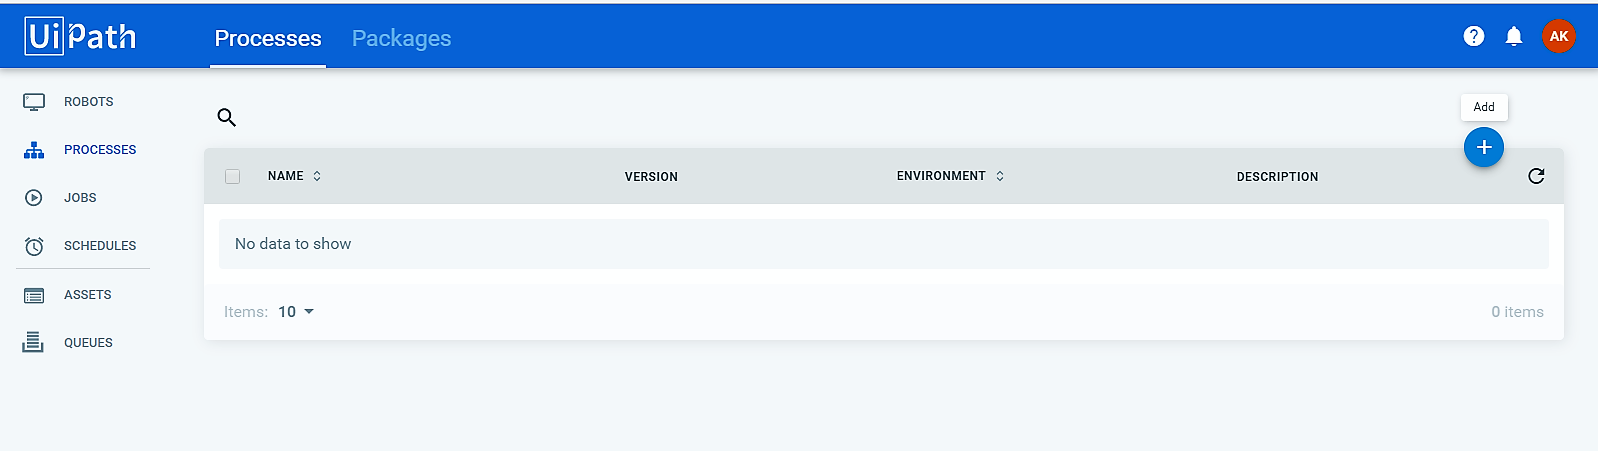 UiPath Processes Packages ? AK
ROBOTS
Add
PROCESSES
NAME VERSION ENVIRONMENT DESCRIPTION
JOBS
SCHEDULES
No data to show
ASSETS
Items: 10 0 items
QUEUES